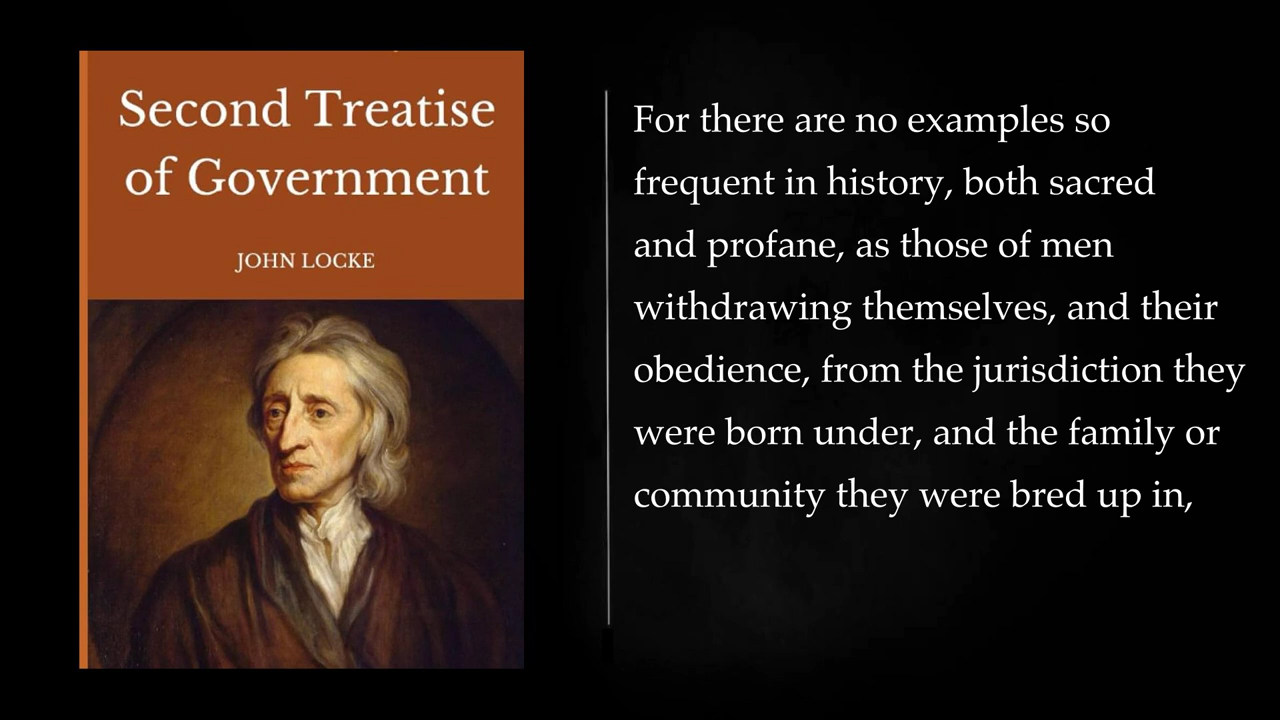 Second Treatise
of Government
JOHN LOCKE
For there are no examples so
frequent in history, both sacred
and profane, as those of men
withdrawing themselves, and their
obedience, from the jurisdiction they
were born under, and the family or
community they were bred up in,